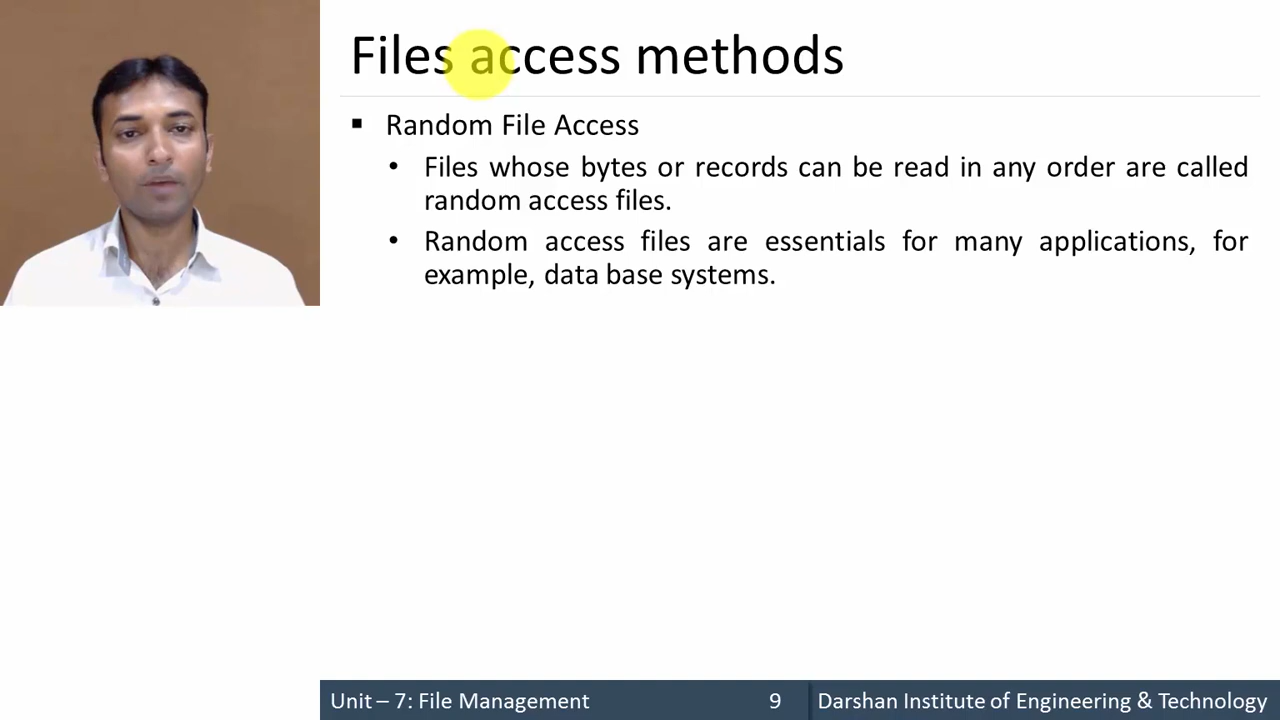 Files access methods
▪ Random File Access
• Files whose bytes or records can be read in any order are called
random access files.
• Random access files are essentials for many applications, for
example, data base systems.
Unit – 7: File Management 9 Darshan Institute of Engineering & Technology